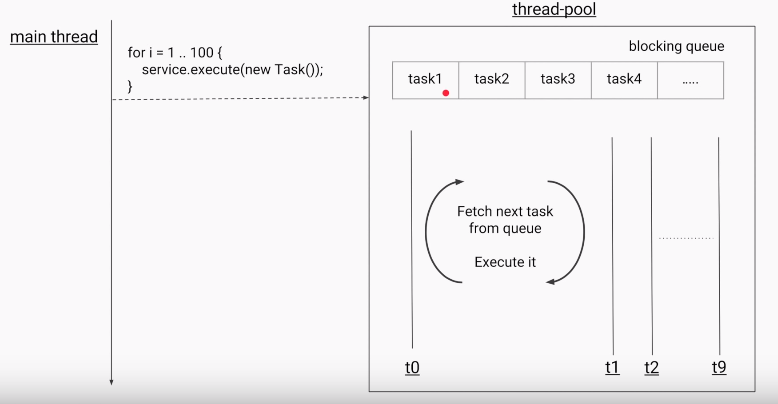 thread-pool
main thread
for i = 1 .. 100 {
service.execute(new Task());
}
blocking queue
task1 task2 task3 task4 .....
Fetch next task
from queue
Execute it
t0 t1 t2 t9